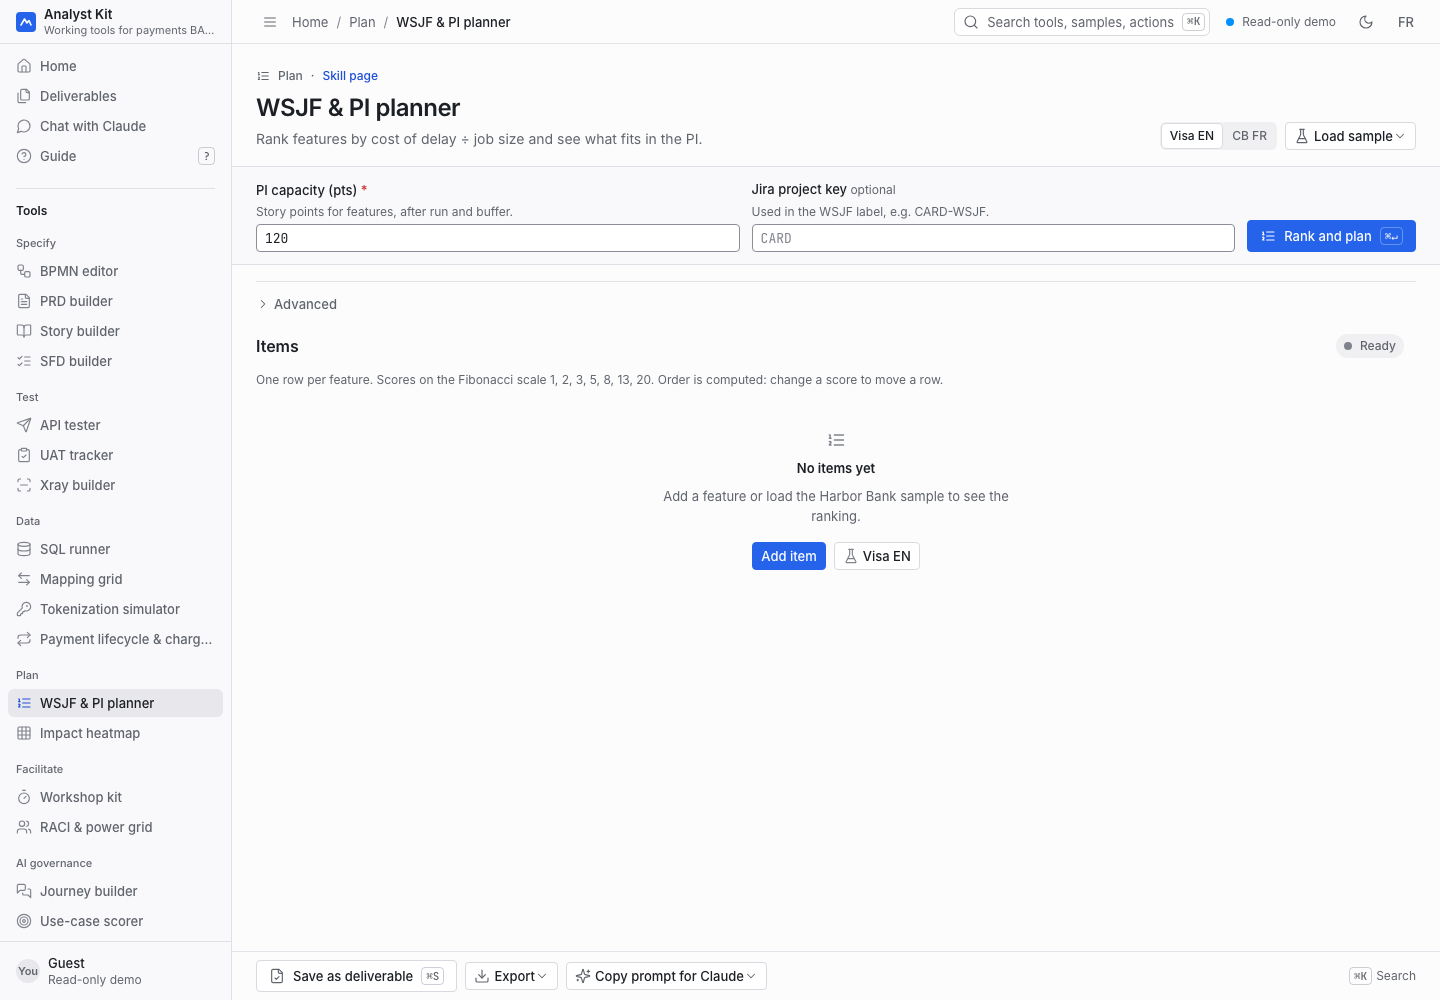 Analyst Kit
Working tools for payments BA...
Home
Deliverables
Chat with Claude
Guide
?
Tools
Specify
BPMN editor
PRD builder
Story builder
SFD builder
Test
API tester
UAT tracker
Xray builder
Data
SQL runner
Mapping grid
Tokenization simulator
Payment lifecycle & charg...
Plan
WSJF & PI planner
Impact heatmap
Facilitate
Workshop kit
RACI & power grid
AI governance
Journey builder
Use-case scorer
You
Guest
Read-only demo
Home / Plan / WSJF & PI planner
Search tools, samples, actions ⌘K
Read-only demo
FR
Plan · Skill page
WSJF & PI planner
Rank features by cost of delay ÷ job size and see what fits in the PI.
Visa EN
CB FR
Load sample
PI capacity (pts) *
Story points for features, after run and buffer.
120
Jira project key optional
Used in the WSJF label, e.g. CARD-WSJF.
CARD
Rank and plan ⌘↵
Advanced
Items
Ready
One row per feature. Scores on the Fibonacci scale 1, 2, 3, 5, 8, 13, 20. Order is computed: change a score to move a row.
No items yet
Add a feature or load the Harbor Bank sample to see the
ranking.
Add item
Visa EN
Save as deliverable ⌘S
Export
Copy prompt for Claude
⌘K Search